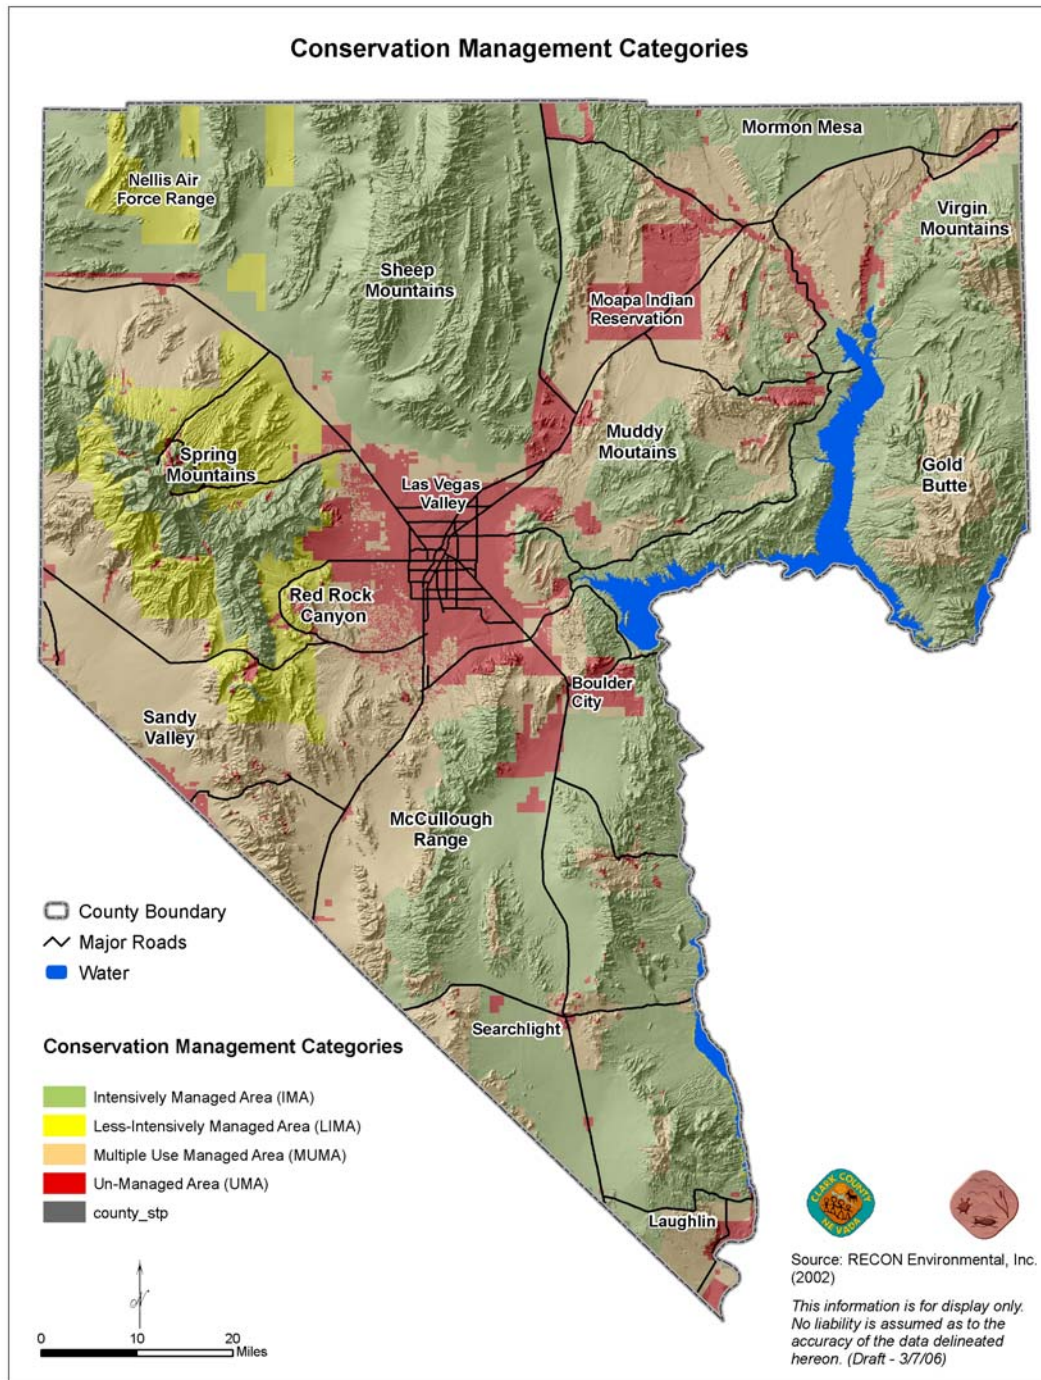 Conservation Management Categories
Mormon Mesa
Nellis Air
Force Range
Virgin
Mountains
Sheep
Mountains
Moapa Indian
Reservation
Muddy
Moutains
Spring
Mountains
Las Vegas
Valley
Gold
Butte
Red Rock
Canyon
Boulder
City
Sandy
Valley
McCullough
Range
County Boundary
Major Roads
Water
Searchlight
Conservation Management Categories
Intensively Managed Area (IMA)
Less-Intensively Managed Area (LIMA)
Multiple Use Managed Area (MUMA)
Un-Managed Area (UMA)
county_stp
Laughlin
CLARK COUNTY
NEVADA
Source: RECON Environmental, Inc.
(2002)
This information is for display only.
No liability is assumed as to the
accuracy of the data delineated
hereon. (Draft - 3/7/06)
N
0 10 20
Miles